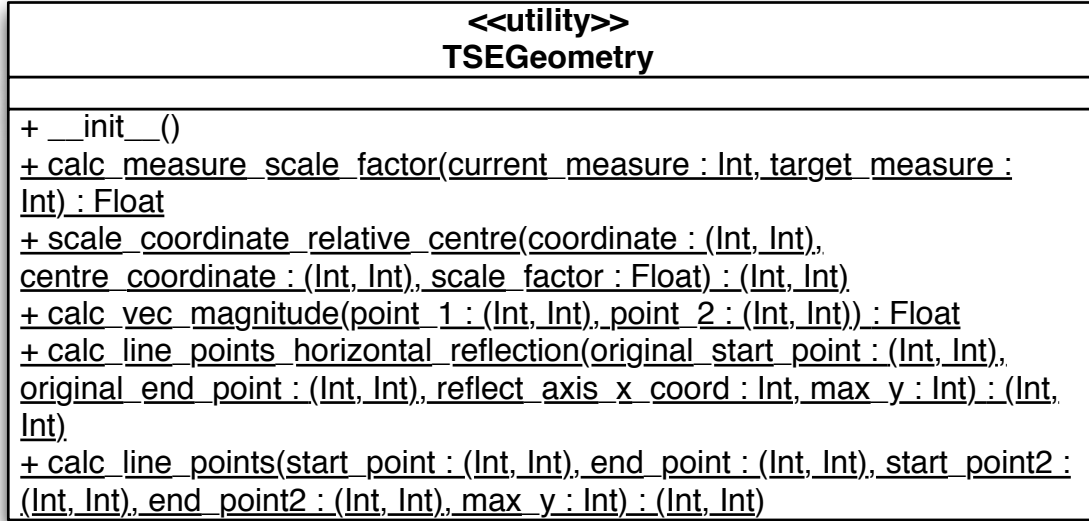 <<utility>>
TSEGeometry
+ __init__()
+ calc_measure_scale_factor(current_measure : Int, target_measure :
Int) : Float
+ scale_coordinate_relative_centre(coordinate : (Int, Int),
centre_coordinate : (Int, Int), scale_factor : Float) : (Int, Int)
+ calc_vec_magnitude(point_1 : (Int, Int), point_2 : (Int, Int)) : Float
+ calc_line_points_horizontal_reflection(original_start_point : (Int, Int),
original_end_point : (Int, Int), reflect_axis_x_coord : Int, max_y : Int) : (Int,
Int)
+ calc_line_points(start_point : (Int, Int), end_point : (Int, Int), start_point2 :
(Int, Int), end_point2 : (Int, Int), max_y : Int) : (Int, Int)